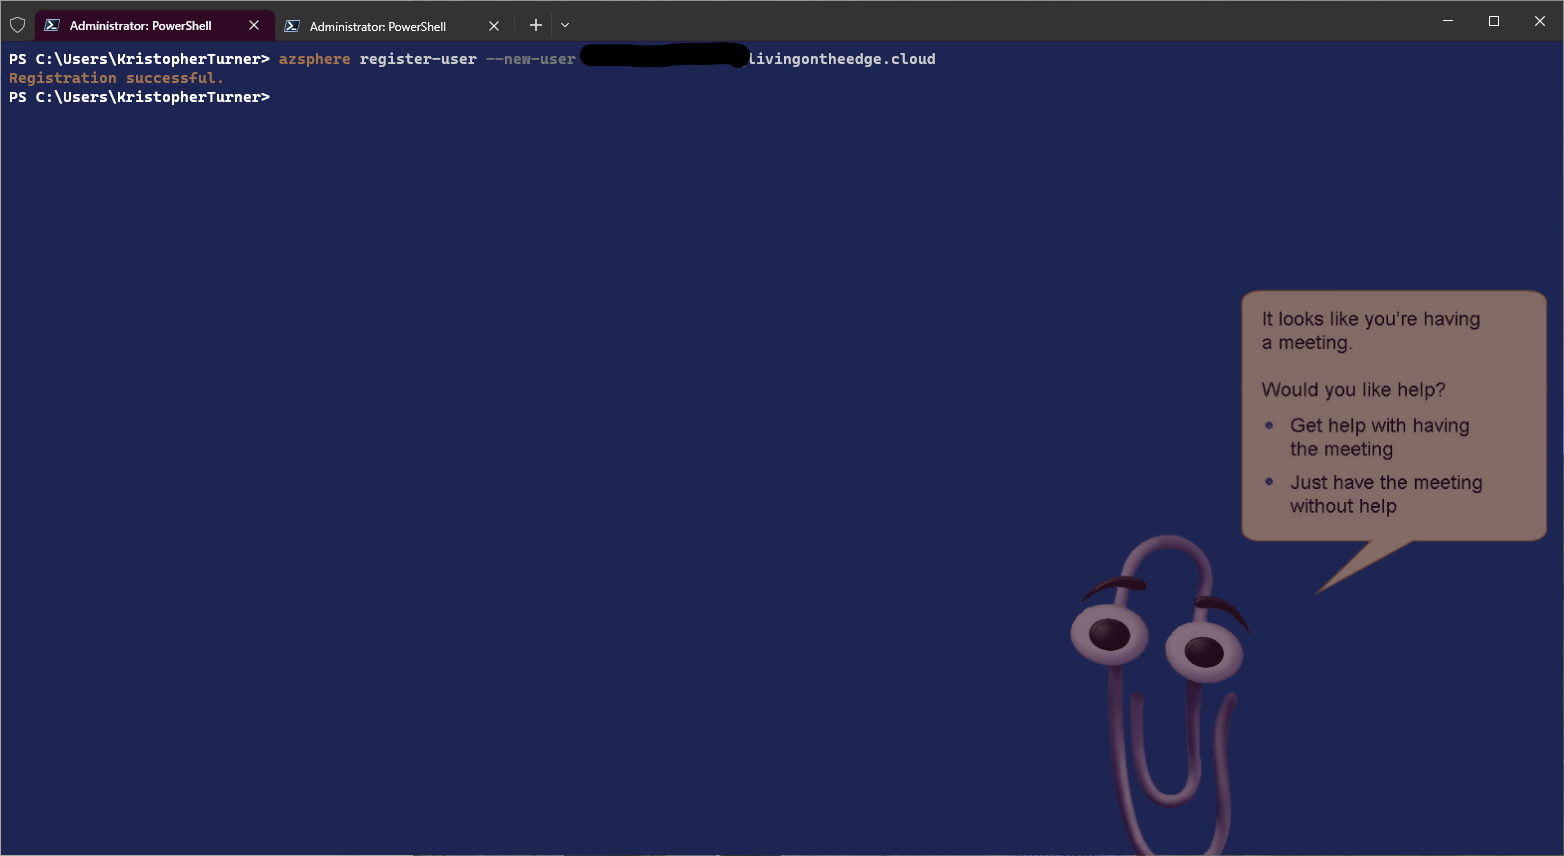 Administrator: PowerShell
Administrator: PowerShell
PS C:\Users\KristopherTurner> azsphere register-user --new-user livingontheedge.cloud
Registration successful.
PS C:\Users\KristopherTurner>
It looks like you're having
a meeting.
Would you like help?
• Get help with having
the meeting
• Just have the meeting
without help